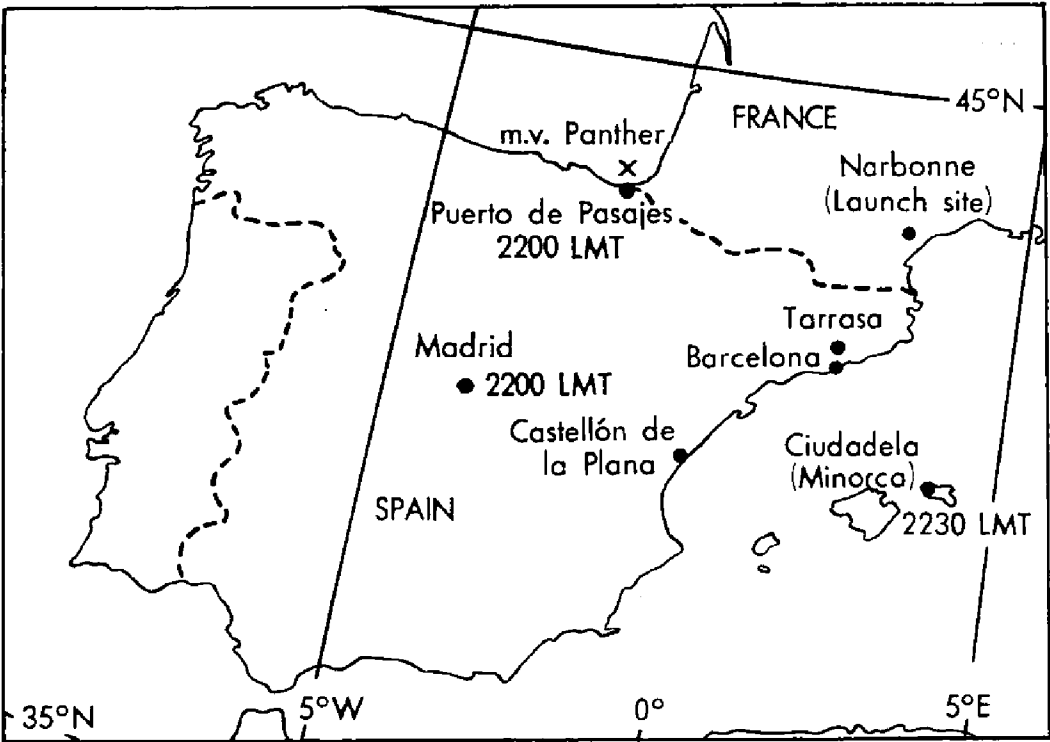 45°N
FRANCE
m.v. Panther
×
Narbonne
(Launch site)
Puerto de Pasajes
2200 LMT
Tarrasa
Madrid
2200 LMT
Barcelona
Castellón de
la Plana
Ciudadela
(Minorca)
2230 LMT
SPAIN
35°N
5°W
0°
5°E